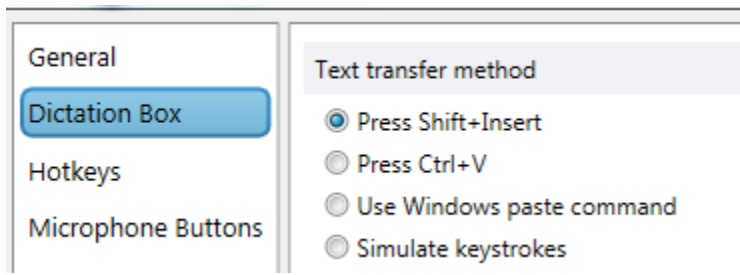 General
Dictation Box
Hotkeys
Microphone Buttons
Text transfer method
Press Shift+Insert
Press Ctrl+V
Use Windows paste command
Simulate keystrokes